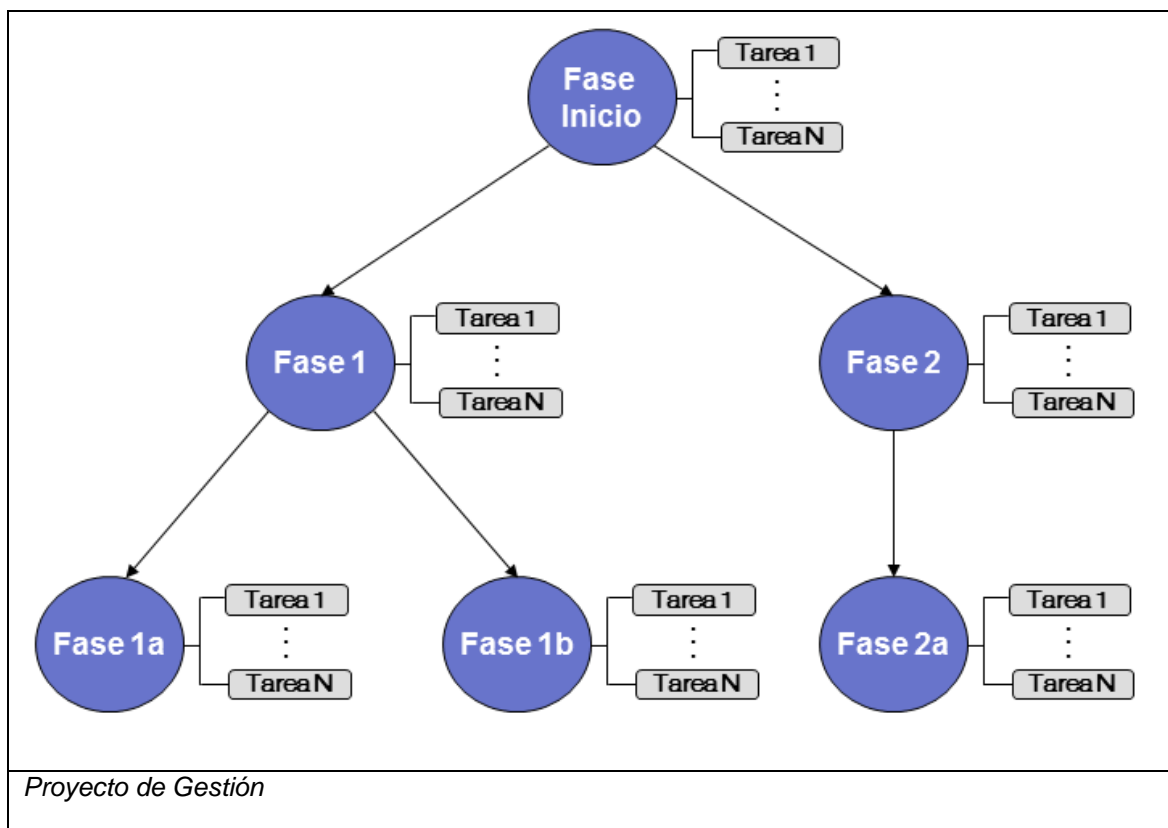 Fase
Inicio
Tarea 1
Tarea N
Fase 1
Tarea 1
Tarea N
Fase 2
Tarea 1
Tarea N
Fase 1a
Tarea 1
Tarea N
Fase 1b
Tarea 1
Tarea N
Fase 2a
Tarea 1
Tarea N
Proyecto de Gestión